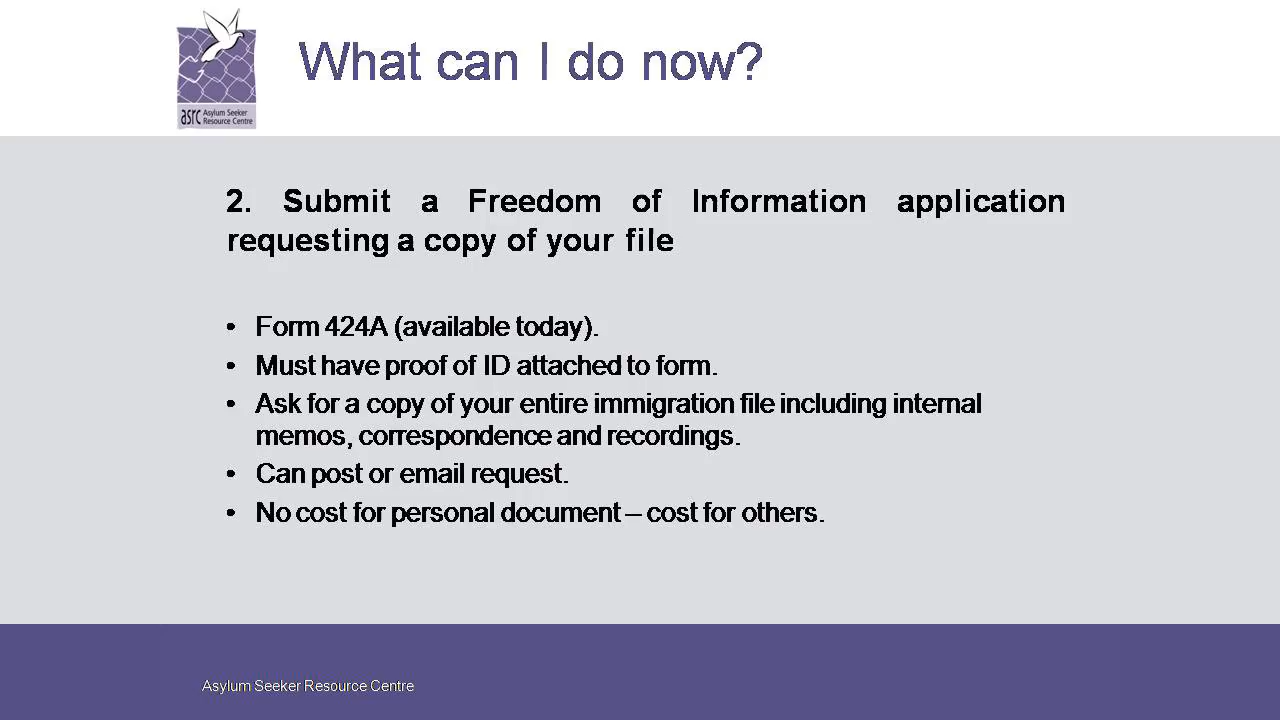 What can I do now?
asrc Asylum Seeker
Resource Centre
2. Submit a Freedom of Information application
requesting a copy of your file
• Form 424A (available today).
• Must have proof of ID attached to form.
• Ask for a copy of your entire immigration file including internal
memos, correspondence and recordings.
• Can post or email request.
• No cost for personal document – cost for others.
Asylum Seeker Resource Centre